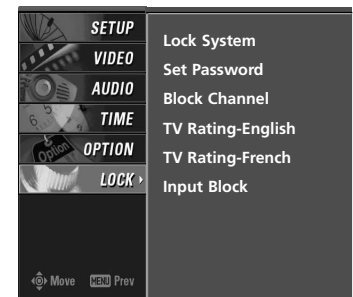 SETUP
VIDEO
AUDIO
TIME
OPTION
LOCK
Lock System
Set Password
Block Channel
TV Rating-English
TV Rating-French
Input Block
Move MENU Prev
Option